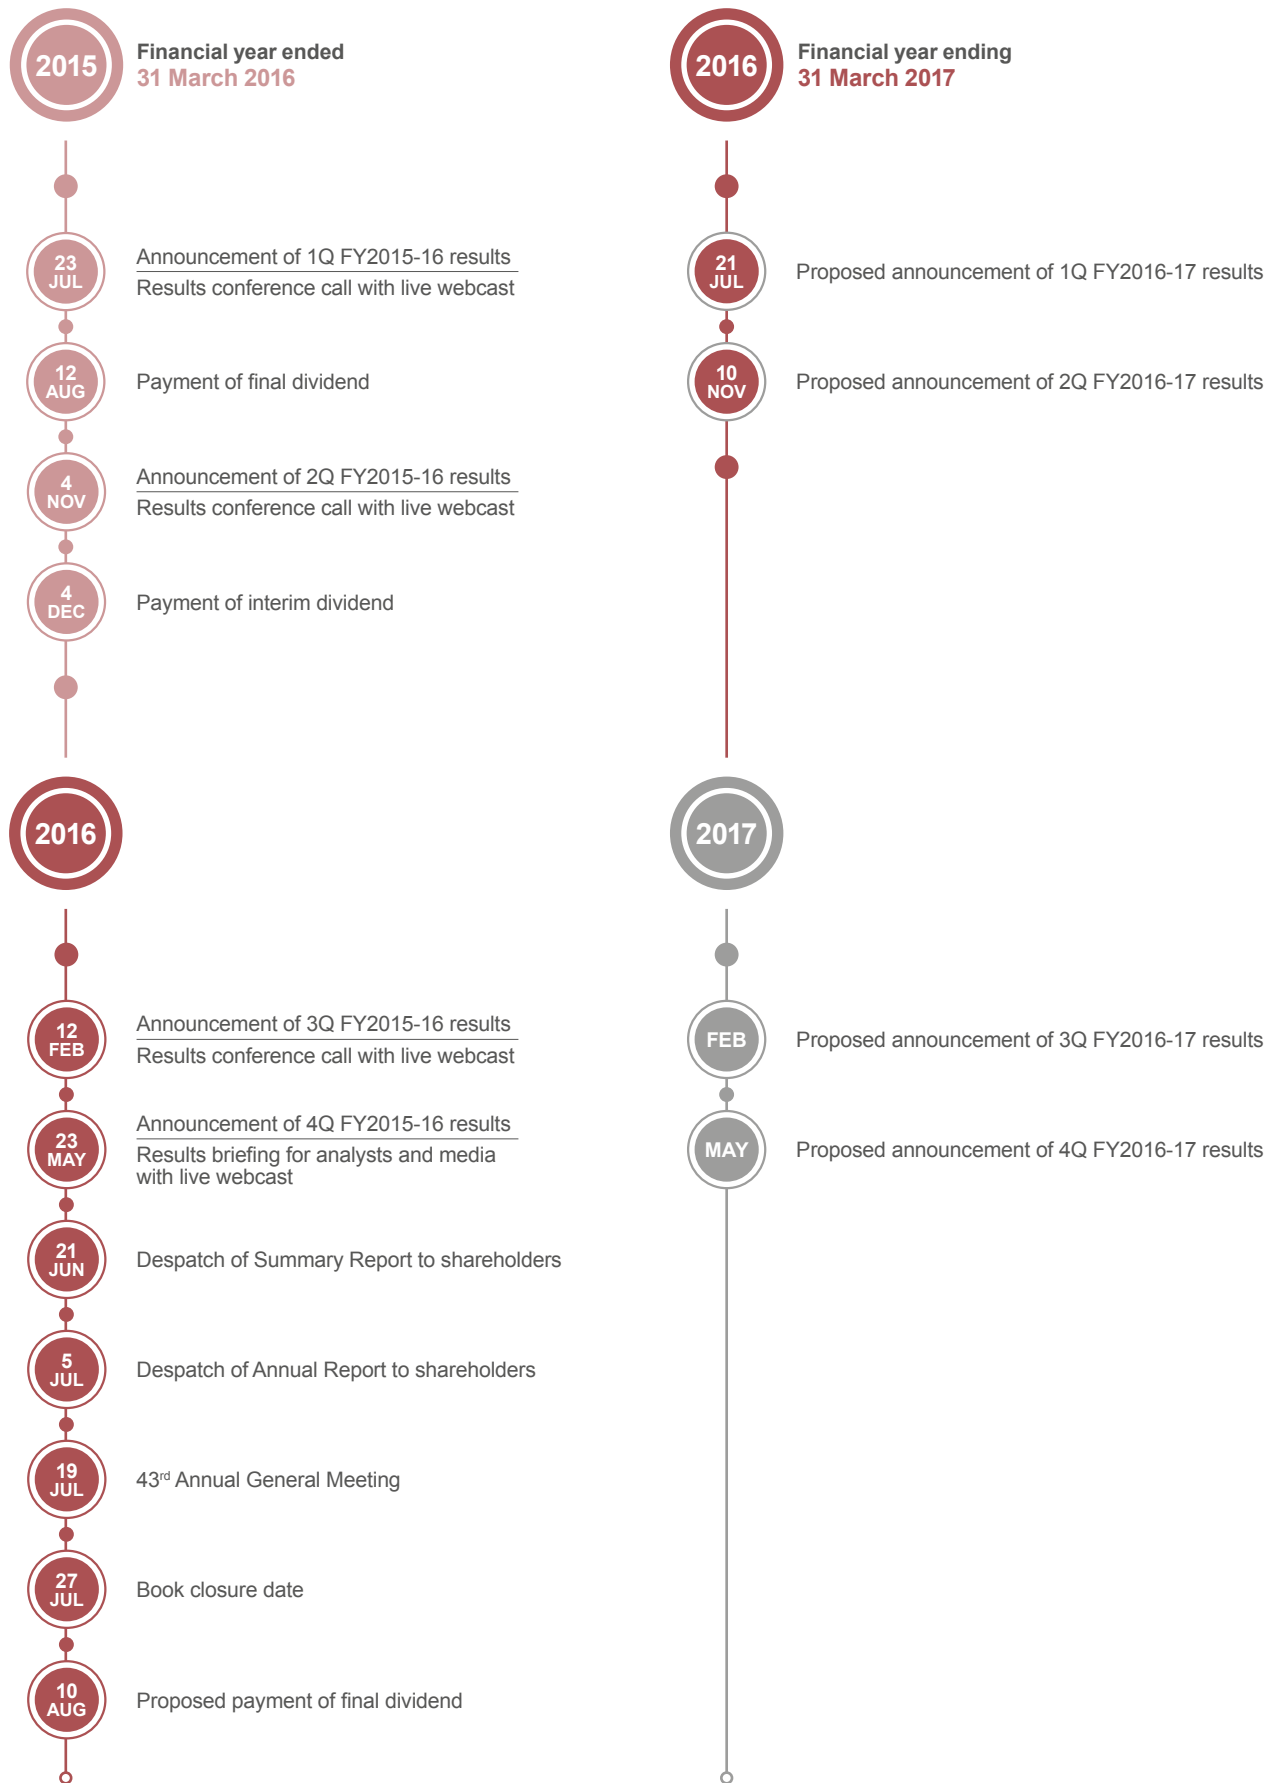 2015
Financial year ended
31 March 2016
23
JUL
Announcement of 1Q FY2015-16 results
Results conference call with live webcast
12
AUG
Payment of final dividend
4
NOV
Announcement of 2Q FY2015-16 results
Results conference call with live webcast
4
DEC
Payment of interim dividend
2016
12
FEB
Announcement of 3Q FY2015-16 results
Results conference call with live webcast
23
MAY
Announcement of 4Q FY2015-16 results
Results briefing for analysts and media
with live webcast
21
JUN
Despatch of Summary Report to shareholders
5
JUL
Despatch of Annual Report to shareholders
19
JUL
43rd Annual General Meeting
27
JUL
Book closure date
10
AUG
Proposed payment of final dividend
2016
Financial year ending
31 March 2017
21
JUL
Proposed announcement of 1Q FY2016-17 results
10
NOV
Proposed announcement of 2Q FY2016-17 results
2017
FEB
Proposed announcement of 3Q FY2016-17 results
MAY
Proposed announcement of 4Q FY2016-17 results